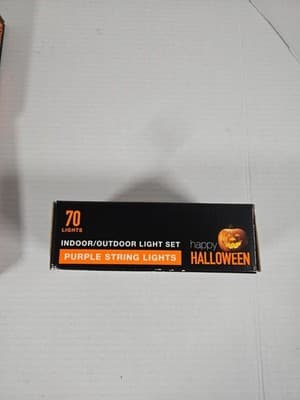 70
LIGHTS
INDOOR/OUTDOOR LIGHT SET
PURPLE STRING LIGHTS
happy
HALLOWEEN